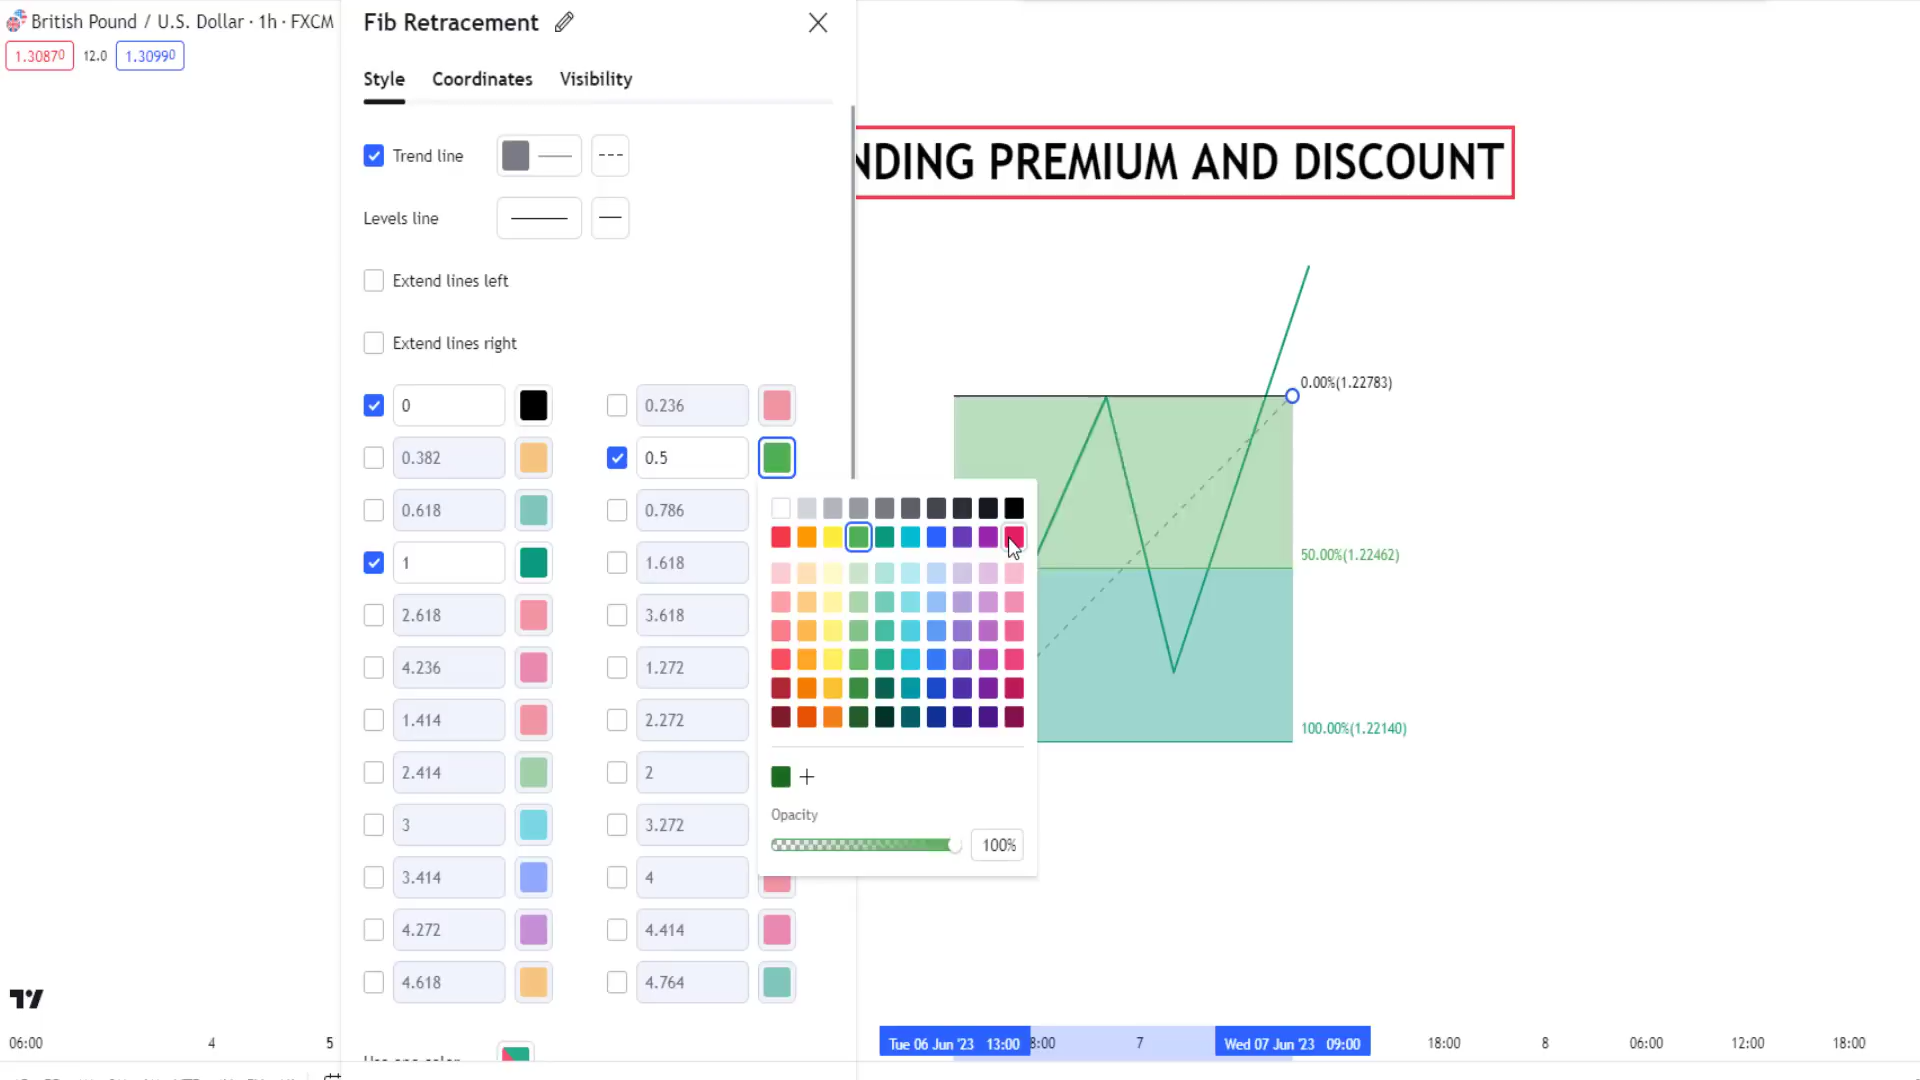 British Pound / U.S. Dollar · 1h · FXCM
1.30870 12.0 1.30990
Fib Retracement
Style Coordinates Visibility
Trend line
Levels line
Extend lines left
Extend lines right
0 0.236
0.382 0.5
0.618 0.786
1 1.618
2.618 3.618
4.236 1.272
1.414 2.272
2.414 2
3 3.272
3.414 4
4.272 4.414
4.618 4.764
Opacity
100%
NDING PREMIUM AND DISCOUNT
0.00%(1.22783)
50.00%(1.22462)
100.00%(1.22140)
06:00 4 5 Tue 06 Jun '23 13:00 8:00 7 Wed 07 Jun '23 09:00 18:00 8 06:00 12:00 18:00